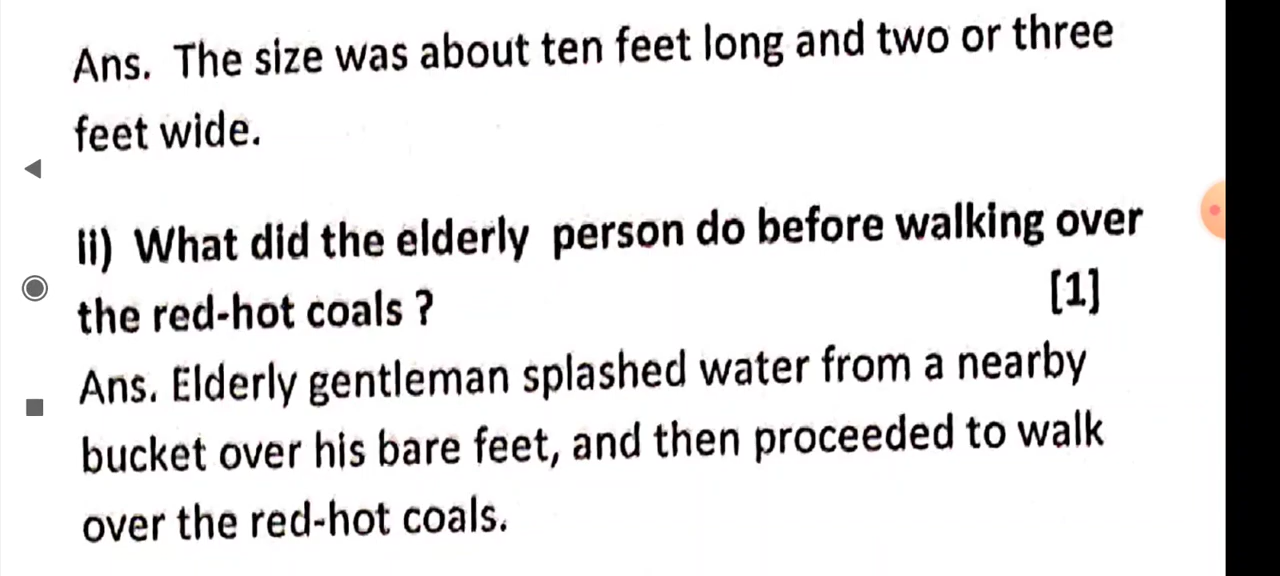 Ans. The size was about ten feet long and two or three
feet wide.
ii) What did the elderly person do before walking over
the red-hot coals ? [1]
Ans. Elderly gentleman splashed water from a nearby
bucket over his bare feet, and then proceeded to walk
over the red-hot coals.